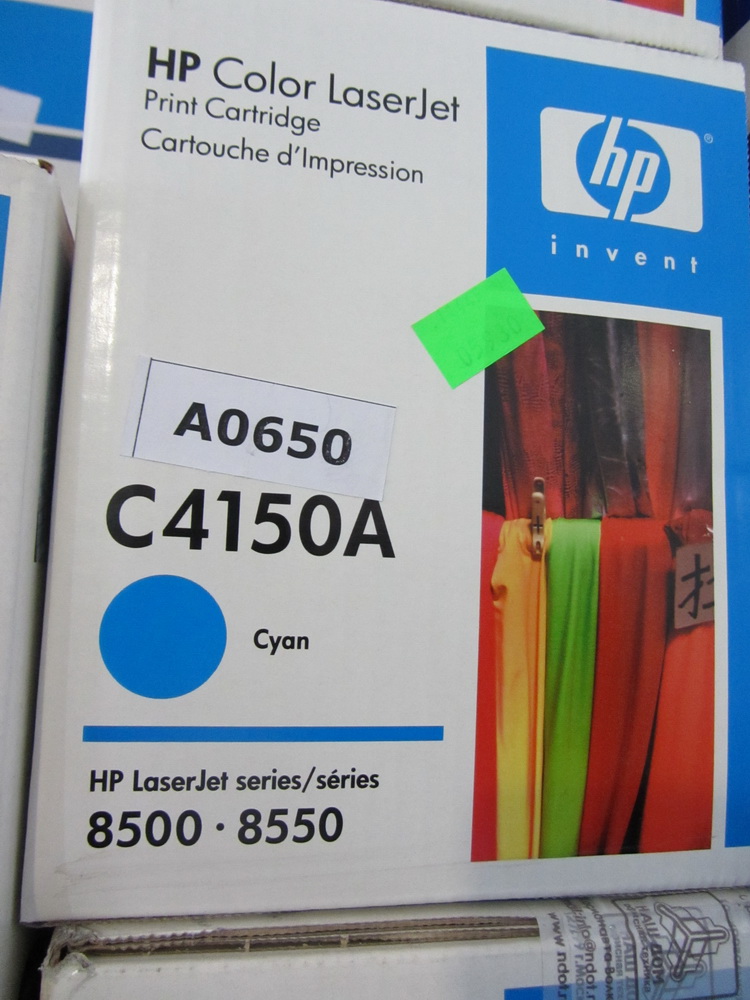 HP Color LaserJet
Print Cartridge
Cartouche d'Impression
hp
®
invent
A0650
C4150A
Cyan
HP LaserJet series/séries
8500 · 8550